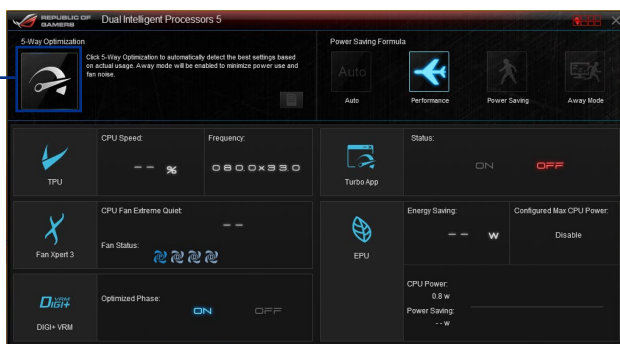 REPUBLIC OF
GAMERS
Dual Intelligent Processors 5
5-Way Optimization
Click 5-Way Optimization to automatically detect the best settings based
on actual usage. Away mode will be enabled to minimize power use and
fan noise.
Power Saving Formula
Auto
Auto
Performance
Power Saving
Away Mode
TPU
CPU Speed:
-- %
Frequency:
080.0x33.0
Turbo App
Status:
ON OFF
Fan Xpert 3
CPU Fan Extreme Quiet:
--
Fan Status:
EPU
Energy Saving:
-- W
Configured Max CPU Power:
Disable
CPU Power:
0.8 w
Power Saving:
-- w
DIGI+ VRM
DIGI+ VRM
Optimized Phase:
ON OFF